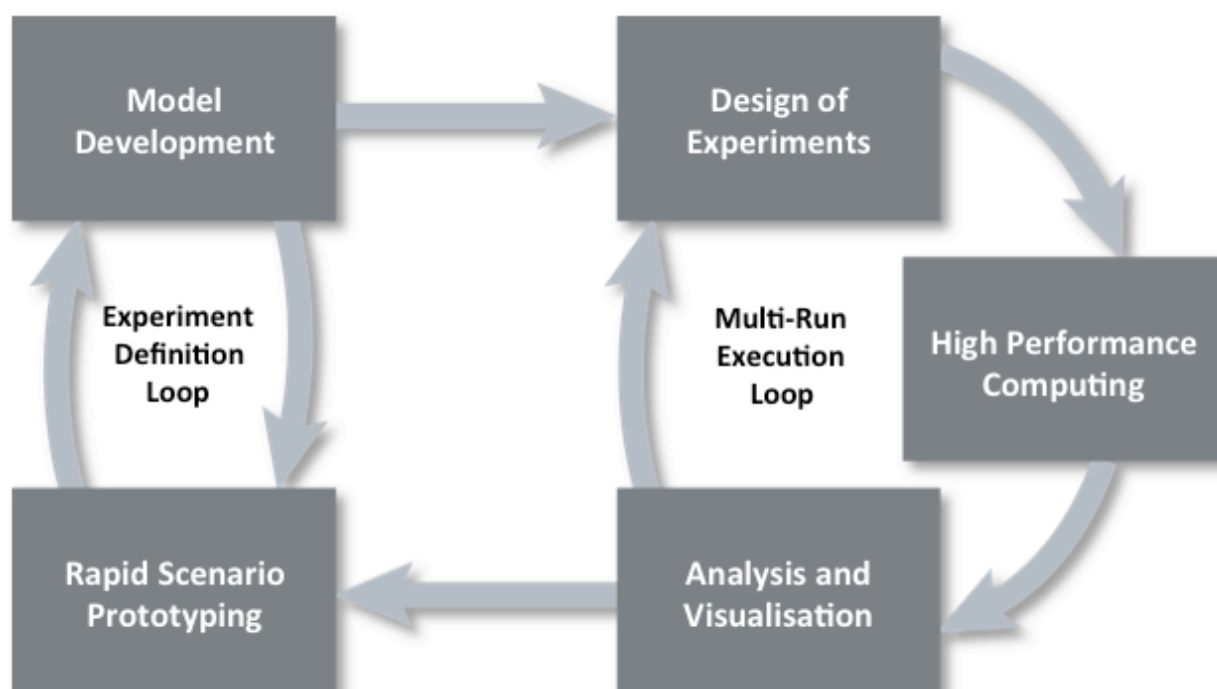 Model
Development
Design of
Experiments
Experiment
Definition
Loop
Multi-Run
Execution
Loop
High Performance
Computing
Rapid Scenario
Prototyping
Analysis and
Visualisation